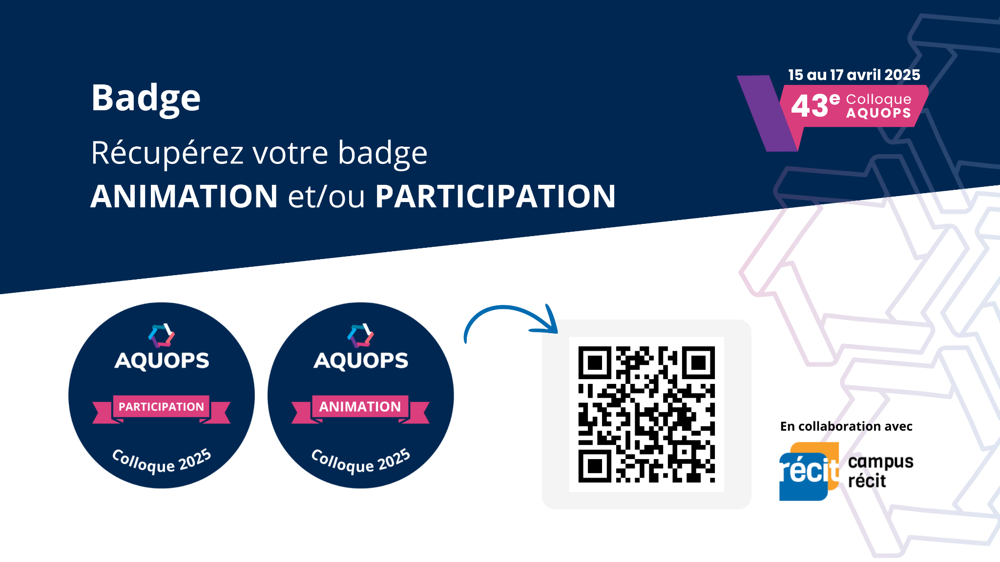 Badge
Récupérez votre badge
ANIMATION et/ou PARTICIPATION
15 au 17 avril 2025
43e Colloque
AQUOPS
AQUOPS
PARTICIPATION
Colloque 2025
AQUOPS
ANIMATION
Colloque 2025
En collaboration avec
récit
campus
récit